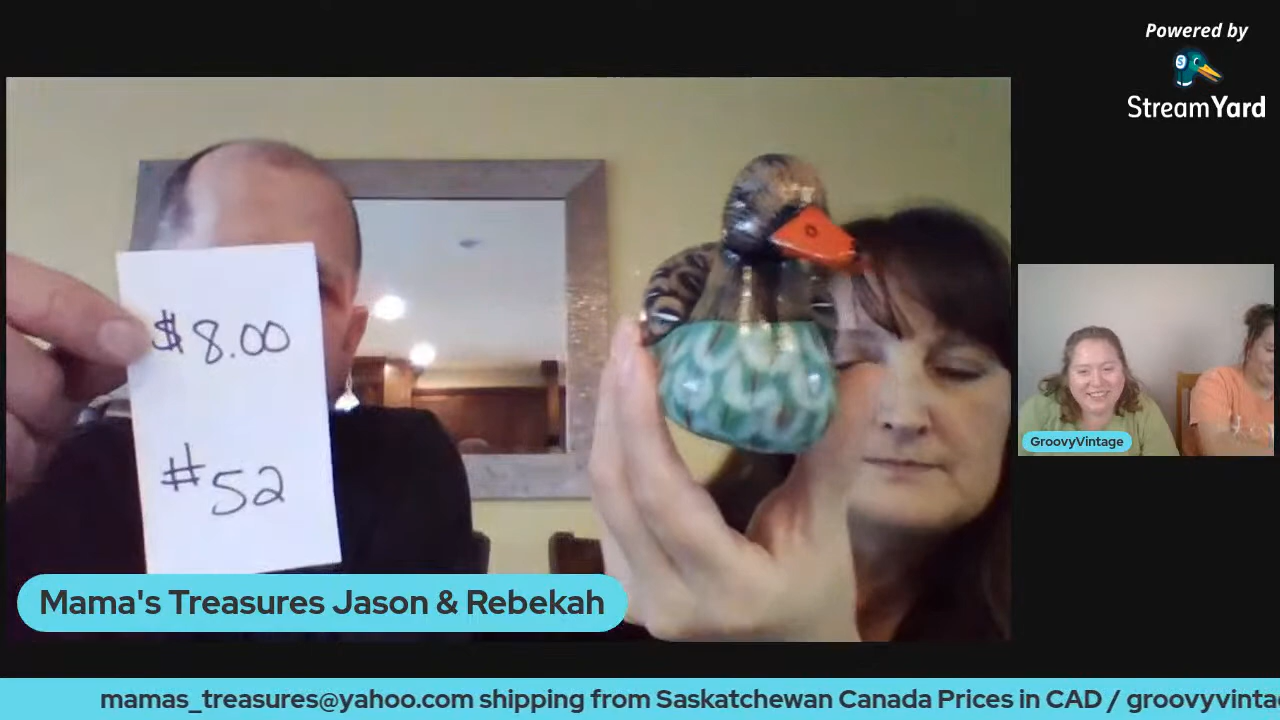 Powered by
StreamYard
$8.00
#52
GroovyVintage
Mama's Treasures Jason & Rebekah
mamas_treasures@yahoo.com shipping from Saskatchewan Canada Prices in CAD / groovyvinta